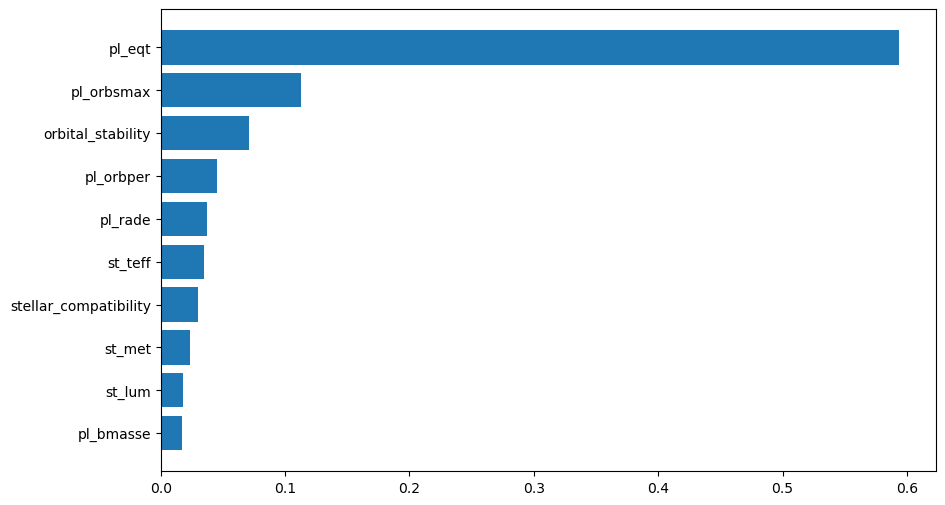 pl_eqt
pl_orbsmax
orbital_stability
pl_orbper
pl_rade
st_teff
stellar_compatibility
st_met
st_lum
pl_bmasse
0.0 0.1 0.2 0.3 0.4 0.5 0.6